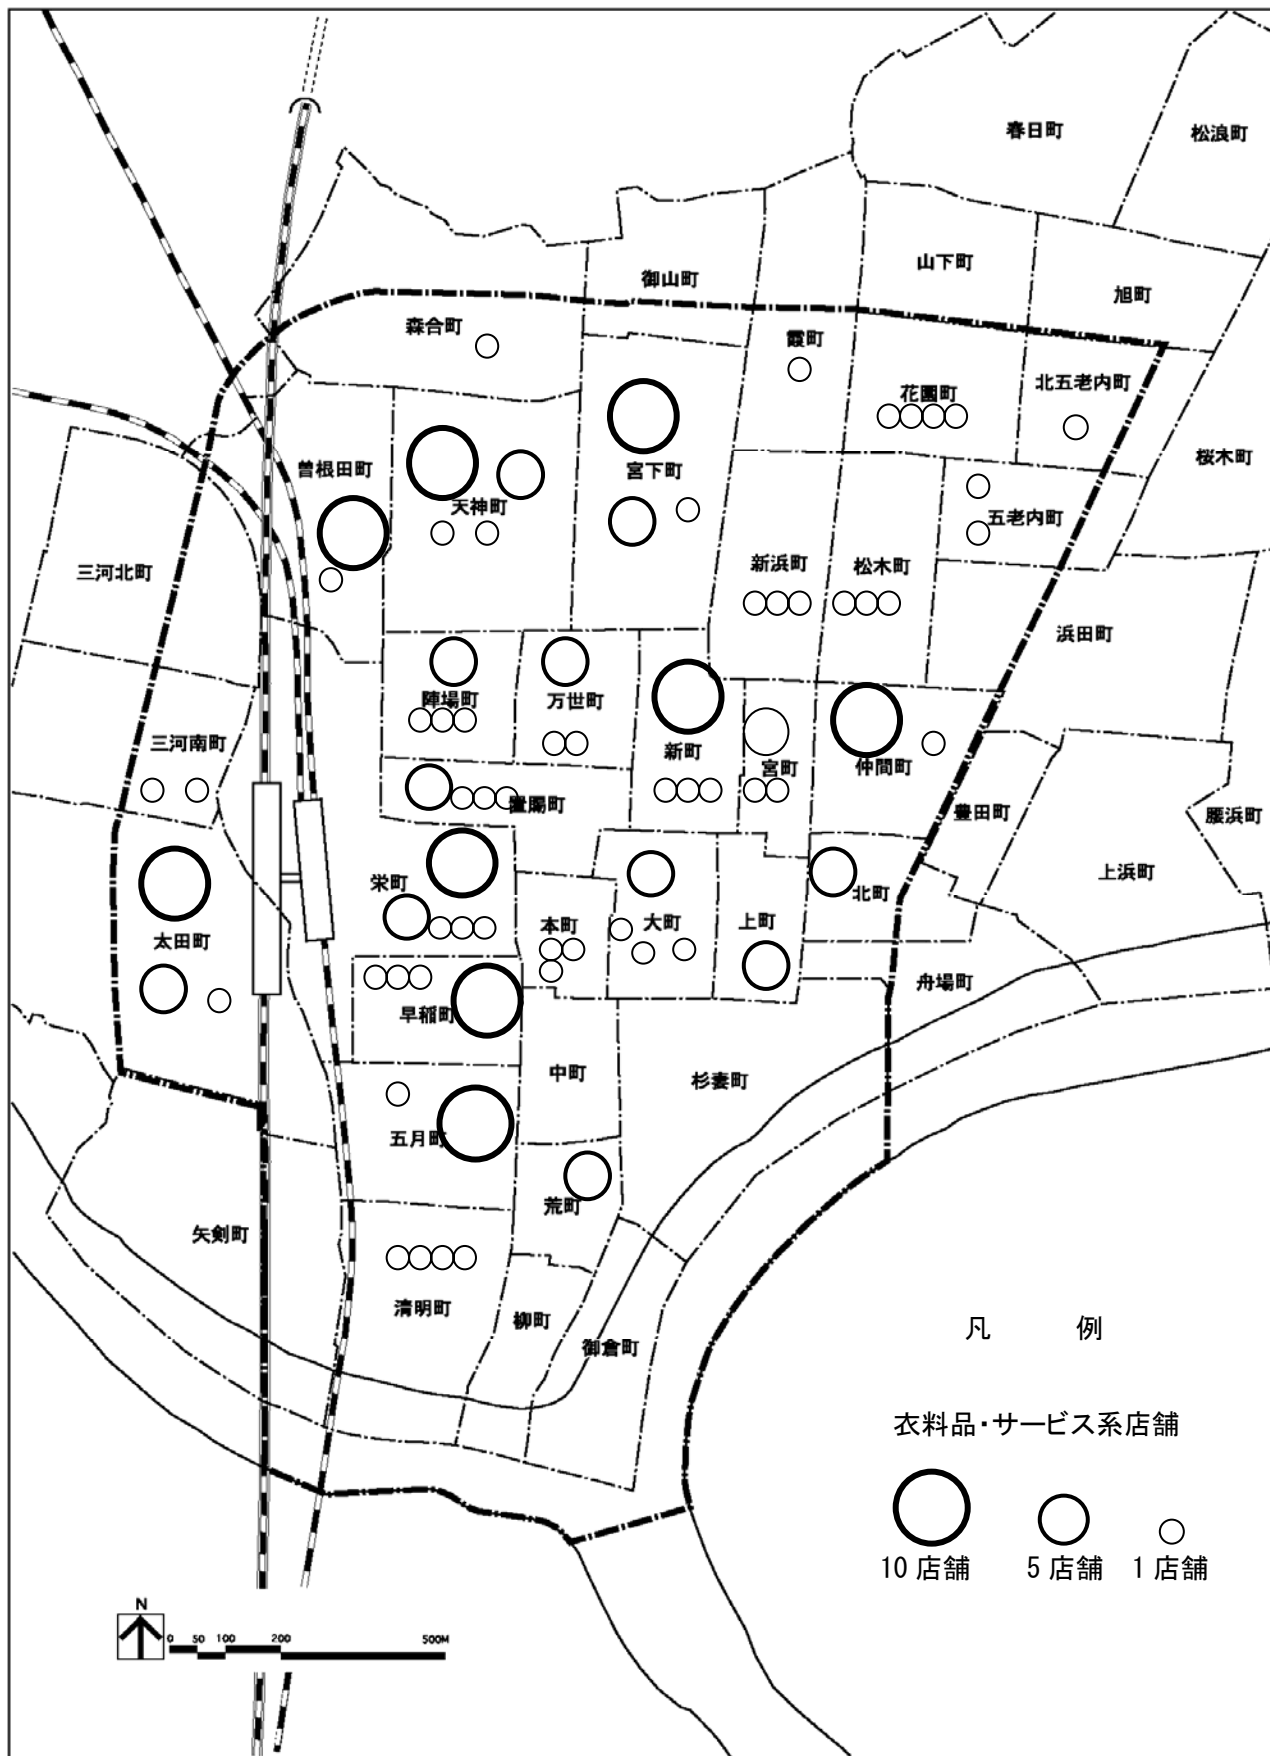 春日町
松浪町
御山町
山下町
旭町
森合町
霞町
花園町
北五老内町
曽根田町
宮下町
桜木町
天神町
五老内町
三河北町
新浜町
松木町
浜田町
陣場町
万世町
三河南町
新町
宮町
仲間町
置賜町
豊田町
腰浜町
上浜町
栄町
北町
本町
大町
上町
太田町
舟場町
早稲町
中町
杉妻町
五月町
荒町
矢剣町
清明町
柳町
御倉町
凡 例
衣料品・サービス系店舗
10 店舗
5 店舗
1 店舗
N
0 50 100 200 500M